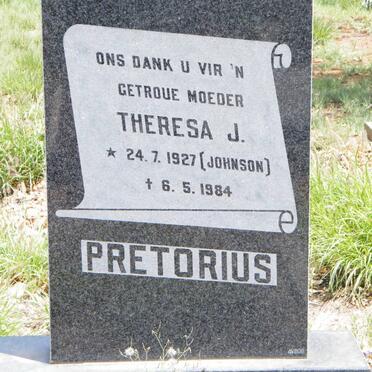 ONS DANK U VIR 'N
GETROUE MOEDER
THERESA J.
* 24.7.1927 (JOHNSON)
† 6.5.1984
PRETORIUS